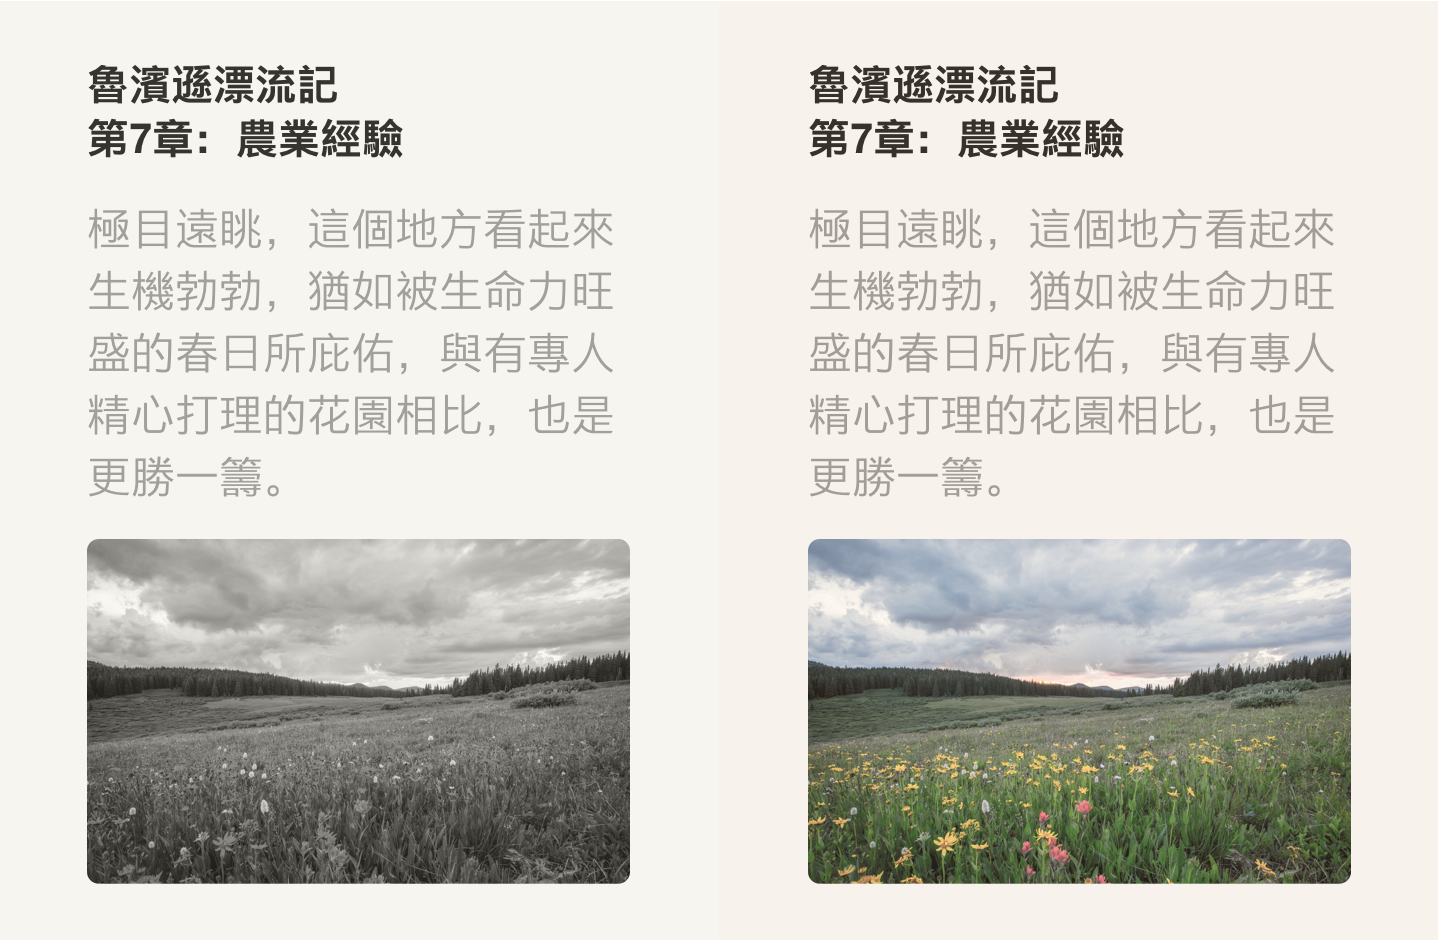 魯濱遜漂流記
第7章：農業經驗
極目遠眺，這個地方看起來
生機勃勃，猶如被生命力旺
盛的春日所庇佑，與有專人
精心打理的花園相比，也是
更勝一籌。
魯濱遜漂流記
第7章：農業經驗
極目遠眺，這個地方看起來
生機勃勃，猶如被生命力旺
盛的春日所庇佑，與有專人
精心打理的花園相比，也是
更勝一籌。